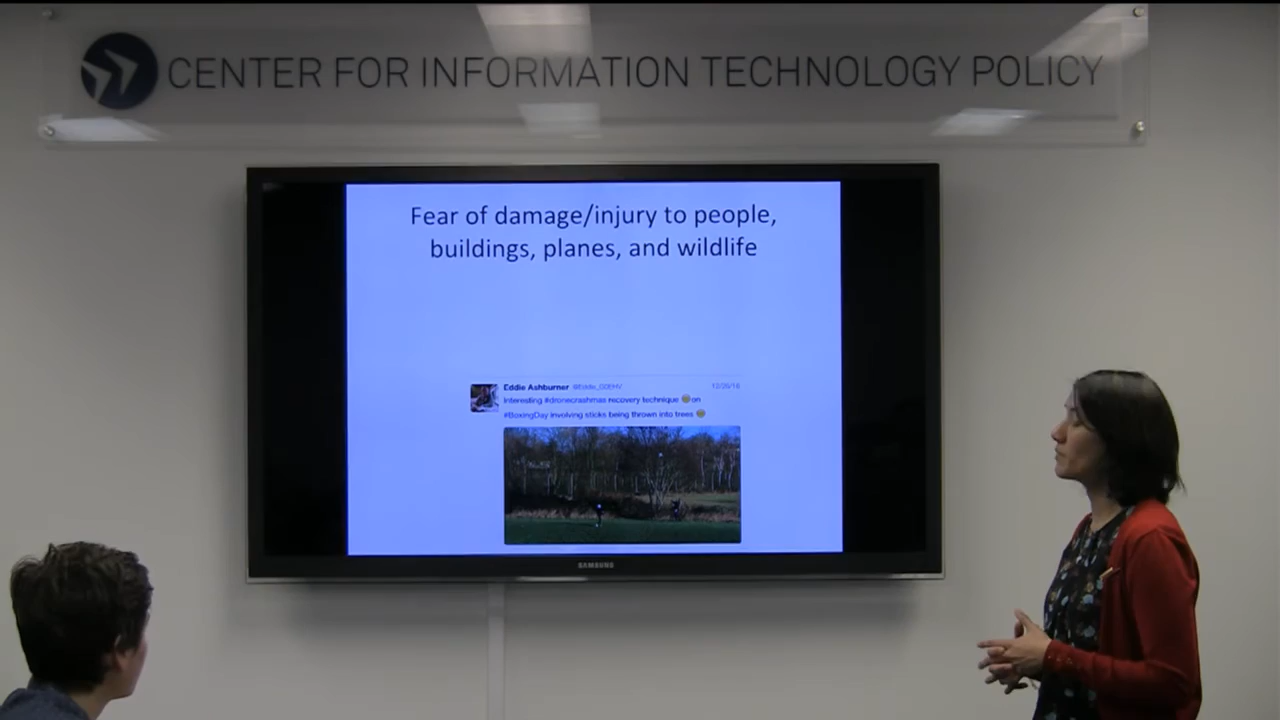 CENTER FOR INFORMATION TECHNOLOGY POLICY
Fear of damage/injury to people,
buildings, planes, and wildlife
Eddie Ashburner
Interesting #dronecrashmas recovery technique 😀on
#BoxingDay involving sticks being thrown into trees 😀
SAMSUNG